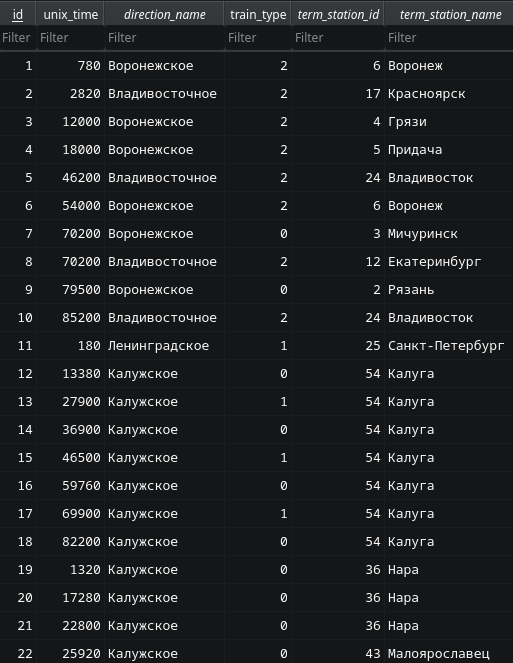 id unix_time direction_name train_type term_station_id term_station_name
Filter Filter Filter Filter Filter Filter
1 780 Воронежское 2 6 Воронеж
2 2820 Владивосточное 2 17 Красноярск
3 12000 Воронежское 2 4 Грязи
4 18000 Воронежское 2 5 Придача
5 46200 Владивосточное 2 24 Владивосток
6 54000 Воронежское 2 6 Воронеж
7 70200 Воронежское 0 3 Мичуринск
8 70200 Владивосточное 2 12 Екатеринбург
9 79500 Воронежское 0 2 Рязань
10 85200 Владивосточное 2 24 Владивосток
11 180 Ленинградское 1 25 Санкт-Петербург
12 13380 Калужское 0 54 Калуга
13 27900 Калужское 1 54 Калуга
14 36900 Калужское 0 54 Калуга
15 46500 Калужское 1 54 Калуга
16 59760 Калужское 0 54 Калуга
17 69900 Калужское 1 54 Калуга
18 82200 Калужское 0 54 Калуга
19 1320 Калужское 0 36 Нара
20 17280 Калужское 0 36 Нара
21 22800 Калужское 0 36 Нара
22 25920 Калужское 0 43 Малоярославец